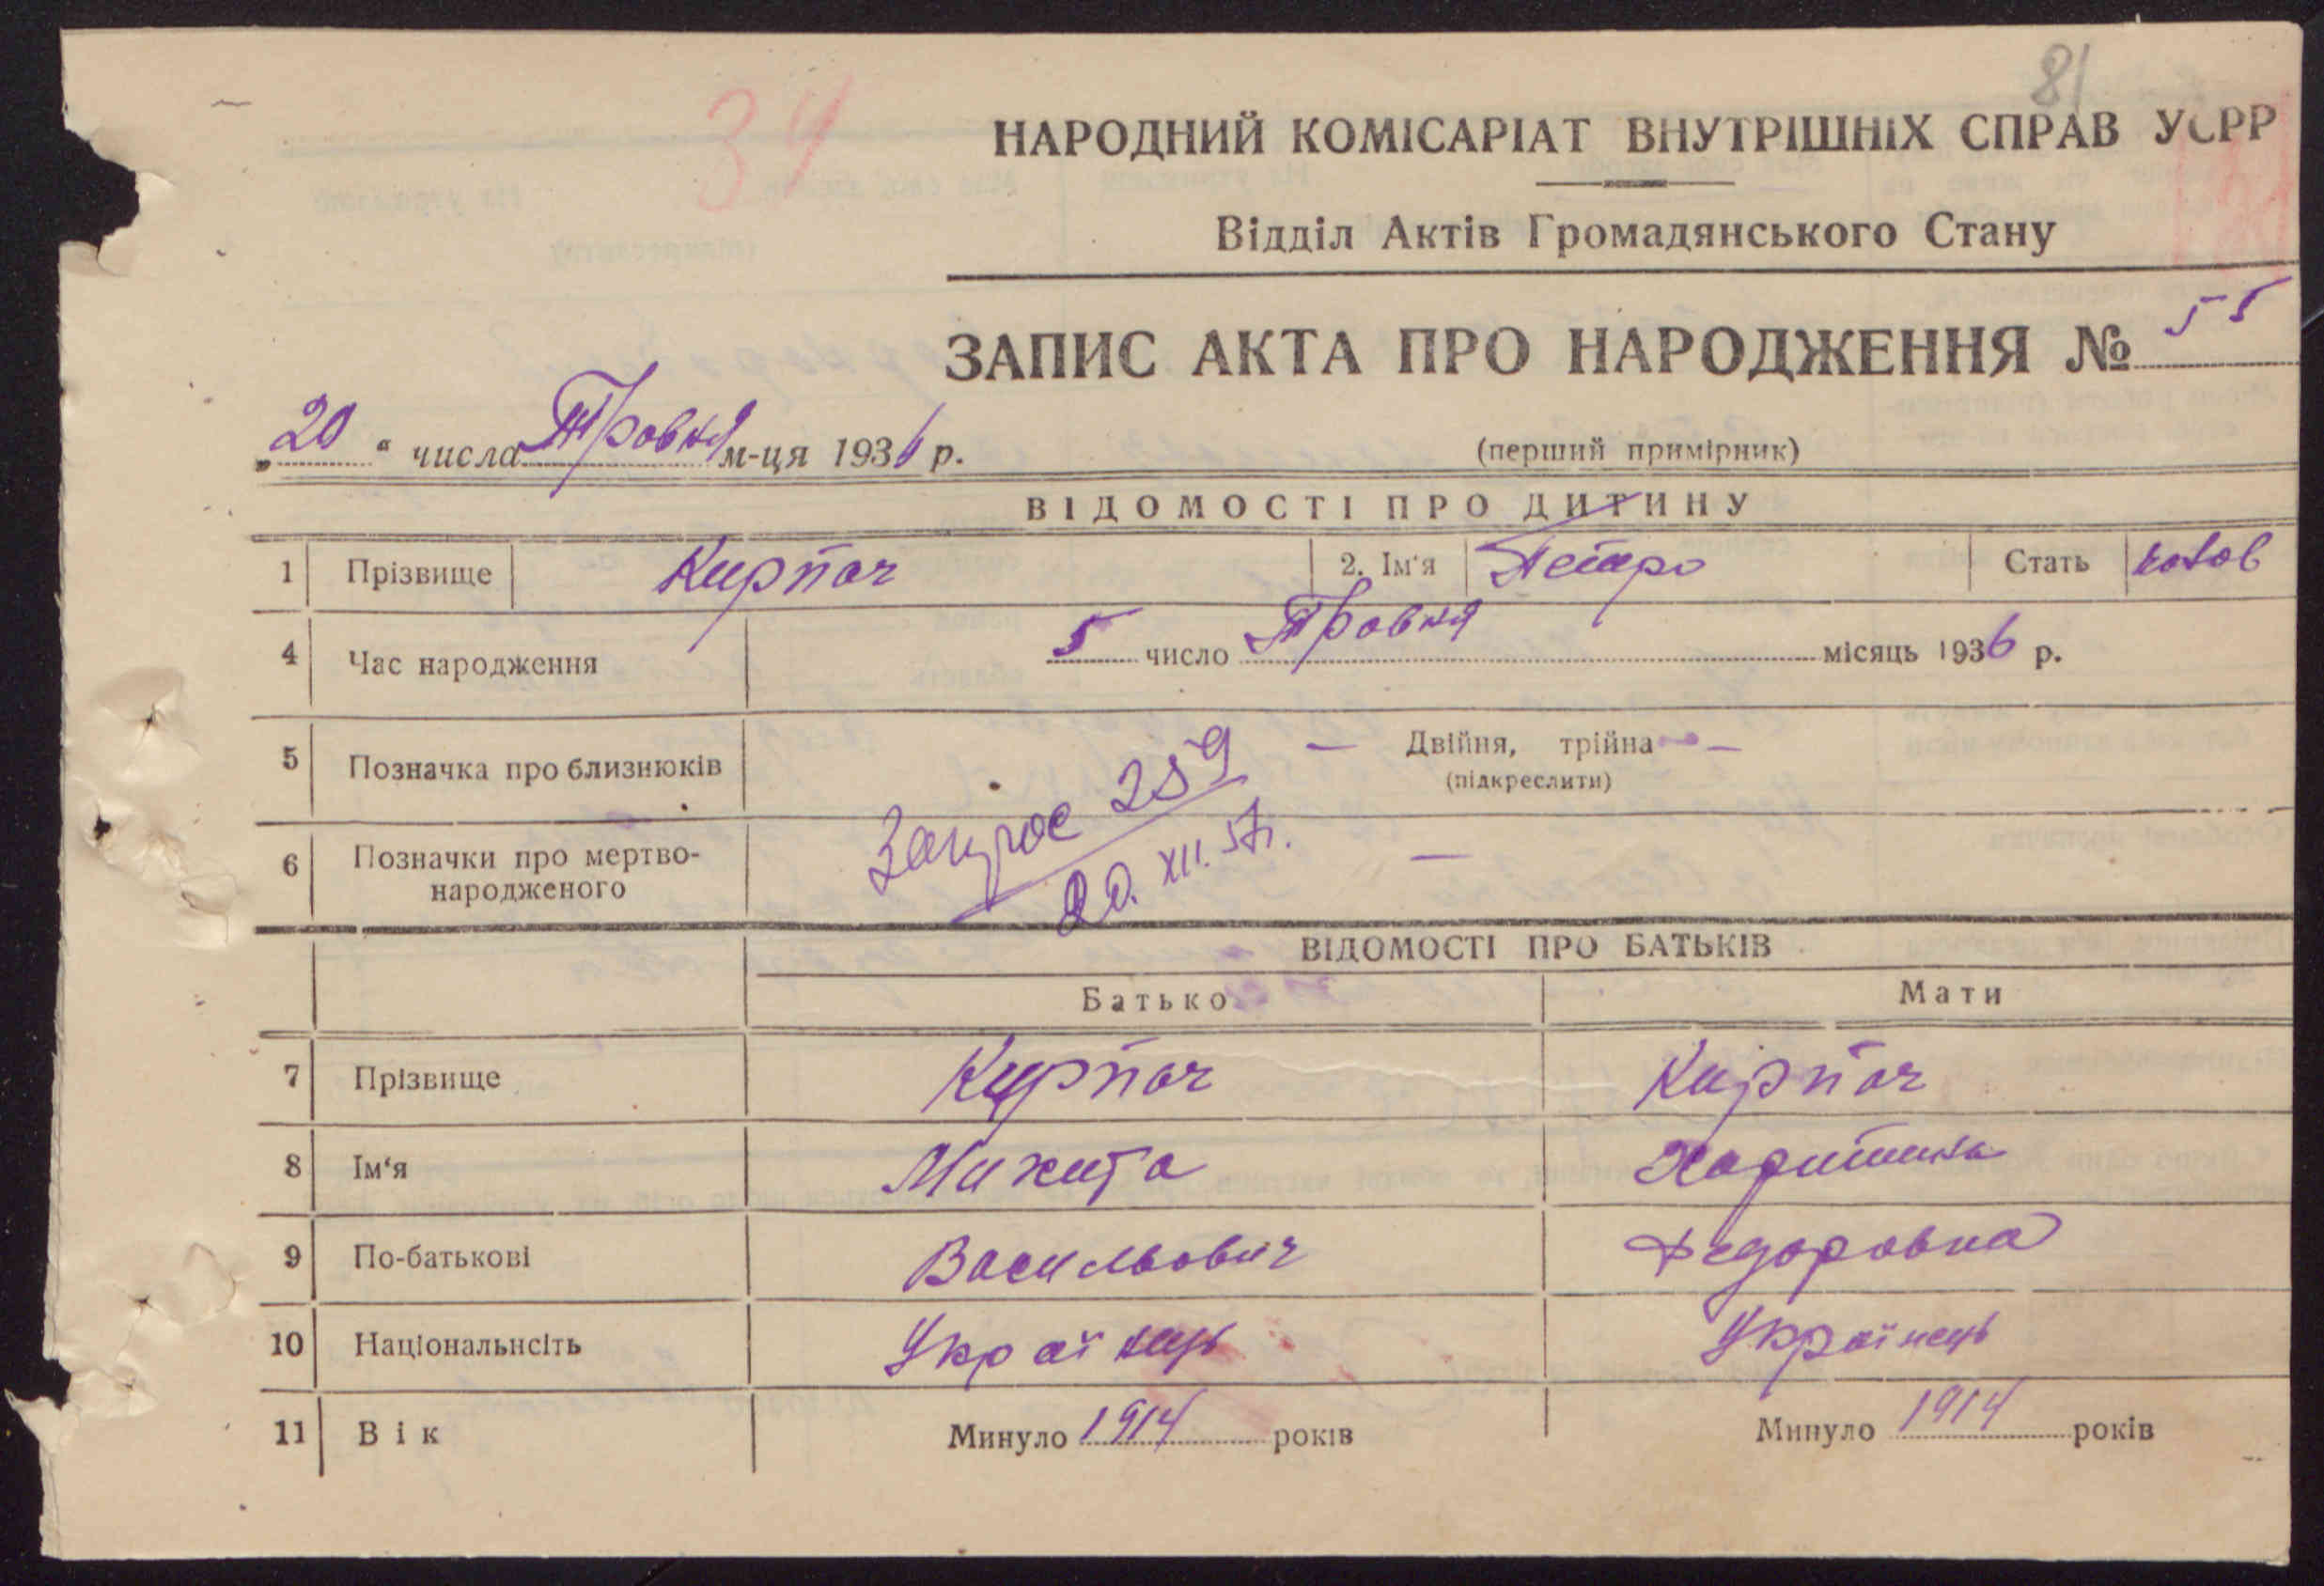 81
34
НАРОДНИЙ КОМІСАРІАТ ВНУТРІШНІХ СПРАВ УСРР
Відділ Актів Громадянського Стану
ЗАПИС АКТА ПРО НАРОДЖЕННЯ № 55
„20“ числа Травня м-ця 1936 р.
(перший примірник)
ВІДОМОСТІ ПРО ДИТИНУ
1 Прізвище Кирпач 2. Ім'я Петро Стать чолов
4 Час народження 5 число Травня місяць 1936 р.
5 Позначка про близнюків — Двійня, трійна —
(підкреслити)
Запрос 259
20. XII. 57г.
6 Позначки про мертво-
народженого —
ВІДОМОСТІ ПРО БАТЬКІВ
Батько Мати
7 Прізвище Кирпач Кирпач
8 Ім'я Микита Харитина
9 По-батькові Васильович Федоровна
10 Національнсіть Українець Українець
11 Вік Минуло 1914 років Минуло 1914 років